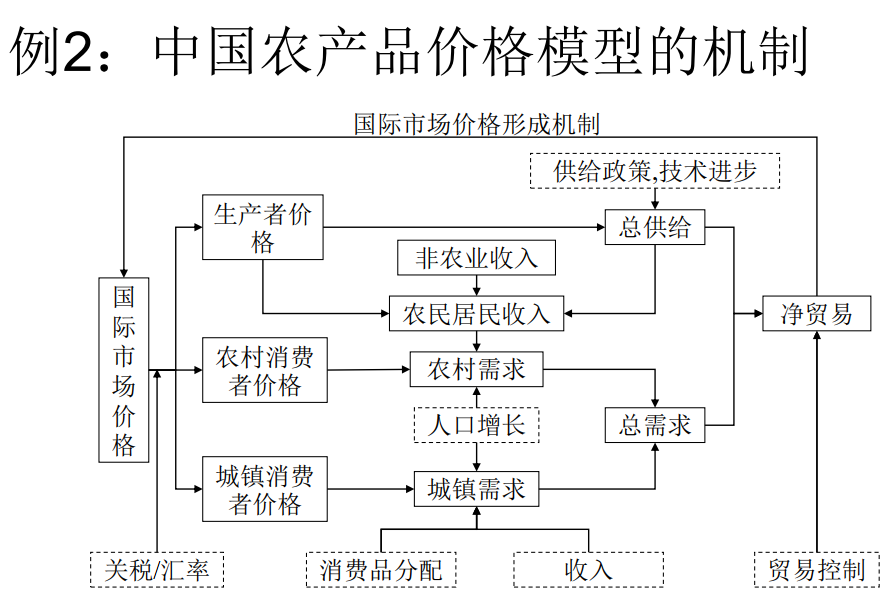 例2：中国农产品价格模型的机制
国际市场价格形成机制
供给政策,技术进步
生产者价
格
总供给
非农业收入
国
际
市
场
价
格
农民居民收入
净贸易
农村消费
者价格
农村需求
人口增长
总需求
城镇消费
者价格
城镇需求
关税/汇率
消费品分配
收入
贸易控制